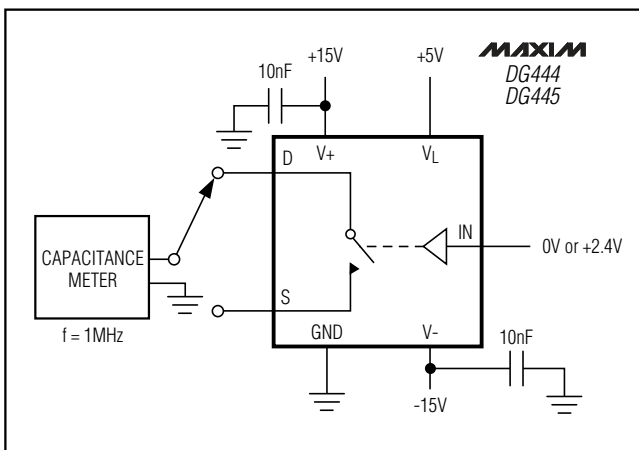 +15V
+5V
MAXIM
DG444
DG445
10nF
D
V+
VL
IN
0V or +2.4V
CAPACITANCE
METER
f = 1MHz
S
GND
V-
10nF
-15V